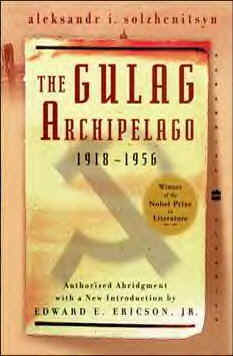 aleksandr i. solzhenitsyn
THE GULAG
ARCHIPELAGO
1918-1956
Winner
of the
Nobel Prize
in
Literature
Authorized Abridgment
with a New Introduction by
EDWARD E. ERICSON, JR.